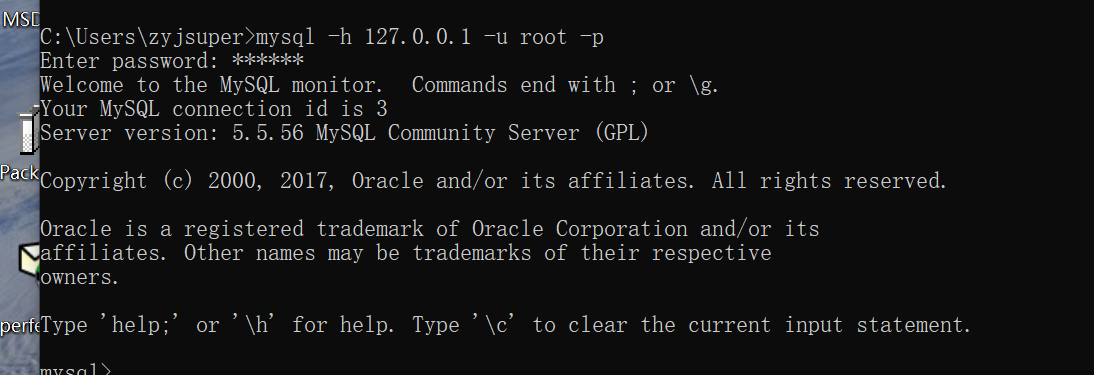 MSD
C:\Users\zyjsuper>mysql -h 127.0.0.1 -u root -p
Enter password: ******
Welcome to the MySQL monitor.  Commands end with ; or \g.
Your MySQL connection id is 3
Server version: 5.5.56 MySQL Community Server (GPL)
Pack
Copyright (c) 2000, 2017, Oracle and/or its affiliates. All rights reserved.
Oracle is a registered trademark of Oracle Corporation and/or its
affiliates. Other names may be trademarks of their respective
owners.
perfe
Type 'help;' or '\h' for help. Type '\c' to clear the current input statement.
mysql>